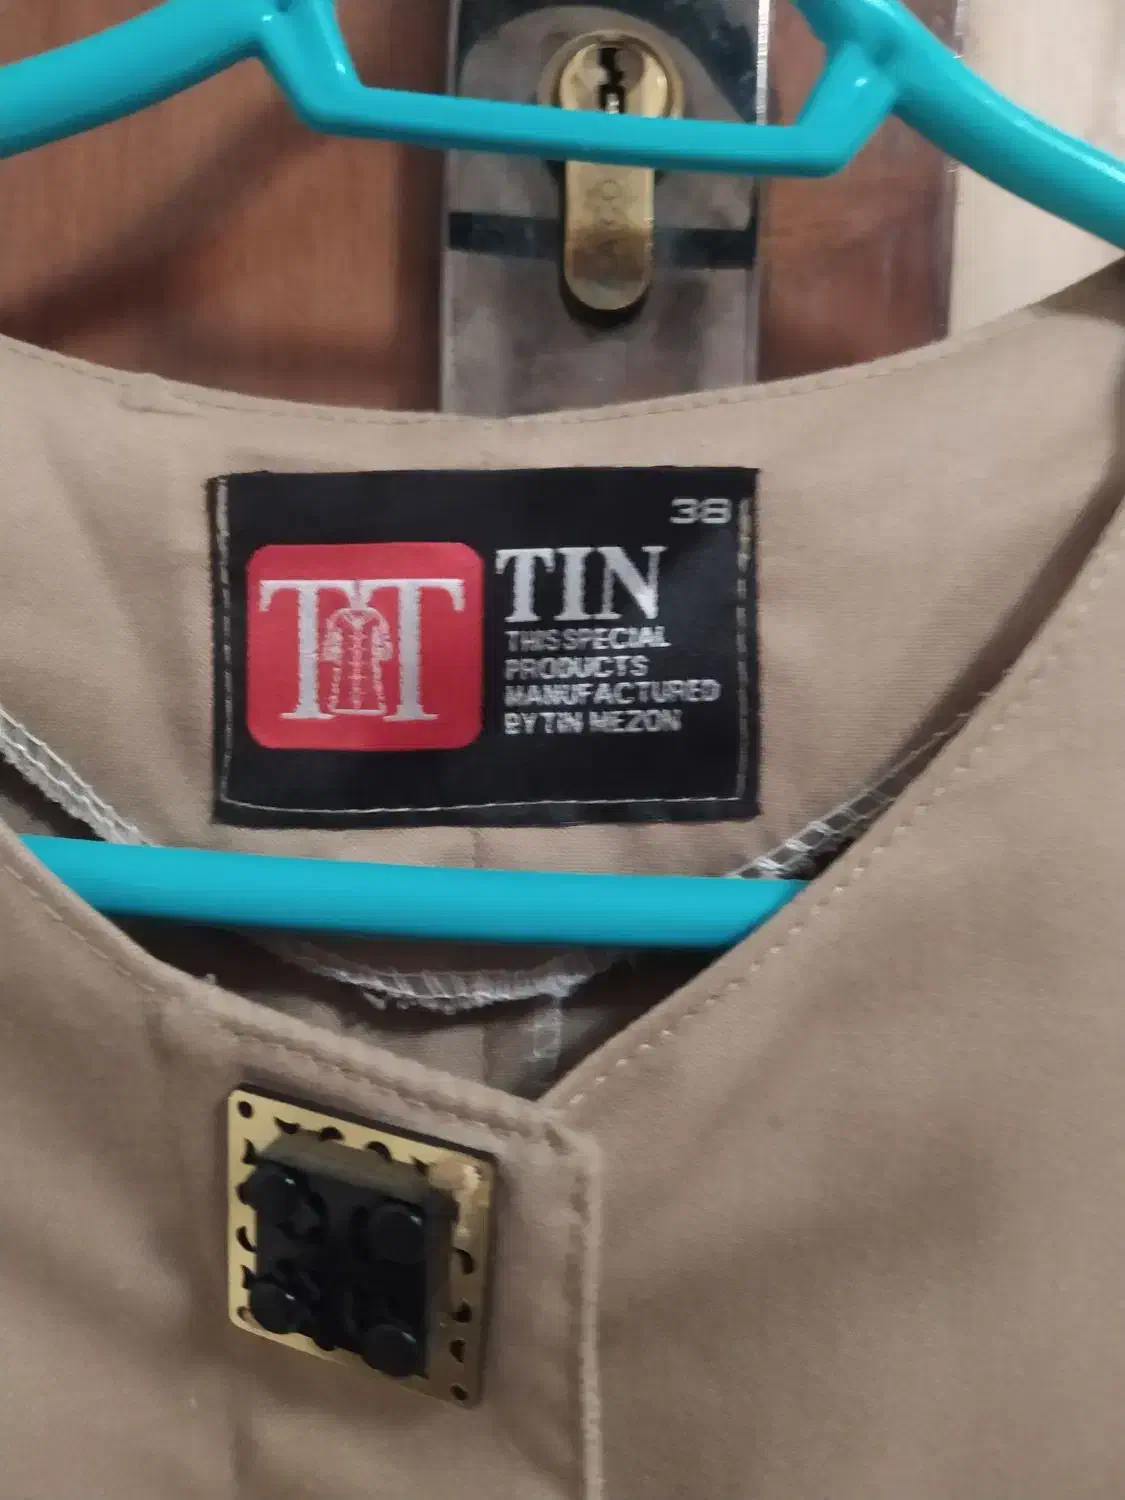 38
TT
TIN
THIS SPECIAL
PRODUCTS
MANUFACTURED
BY TIN MEZON